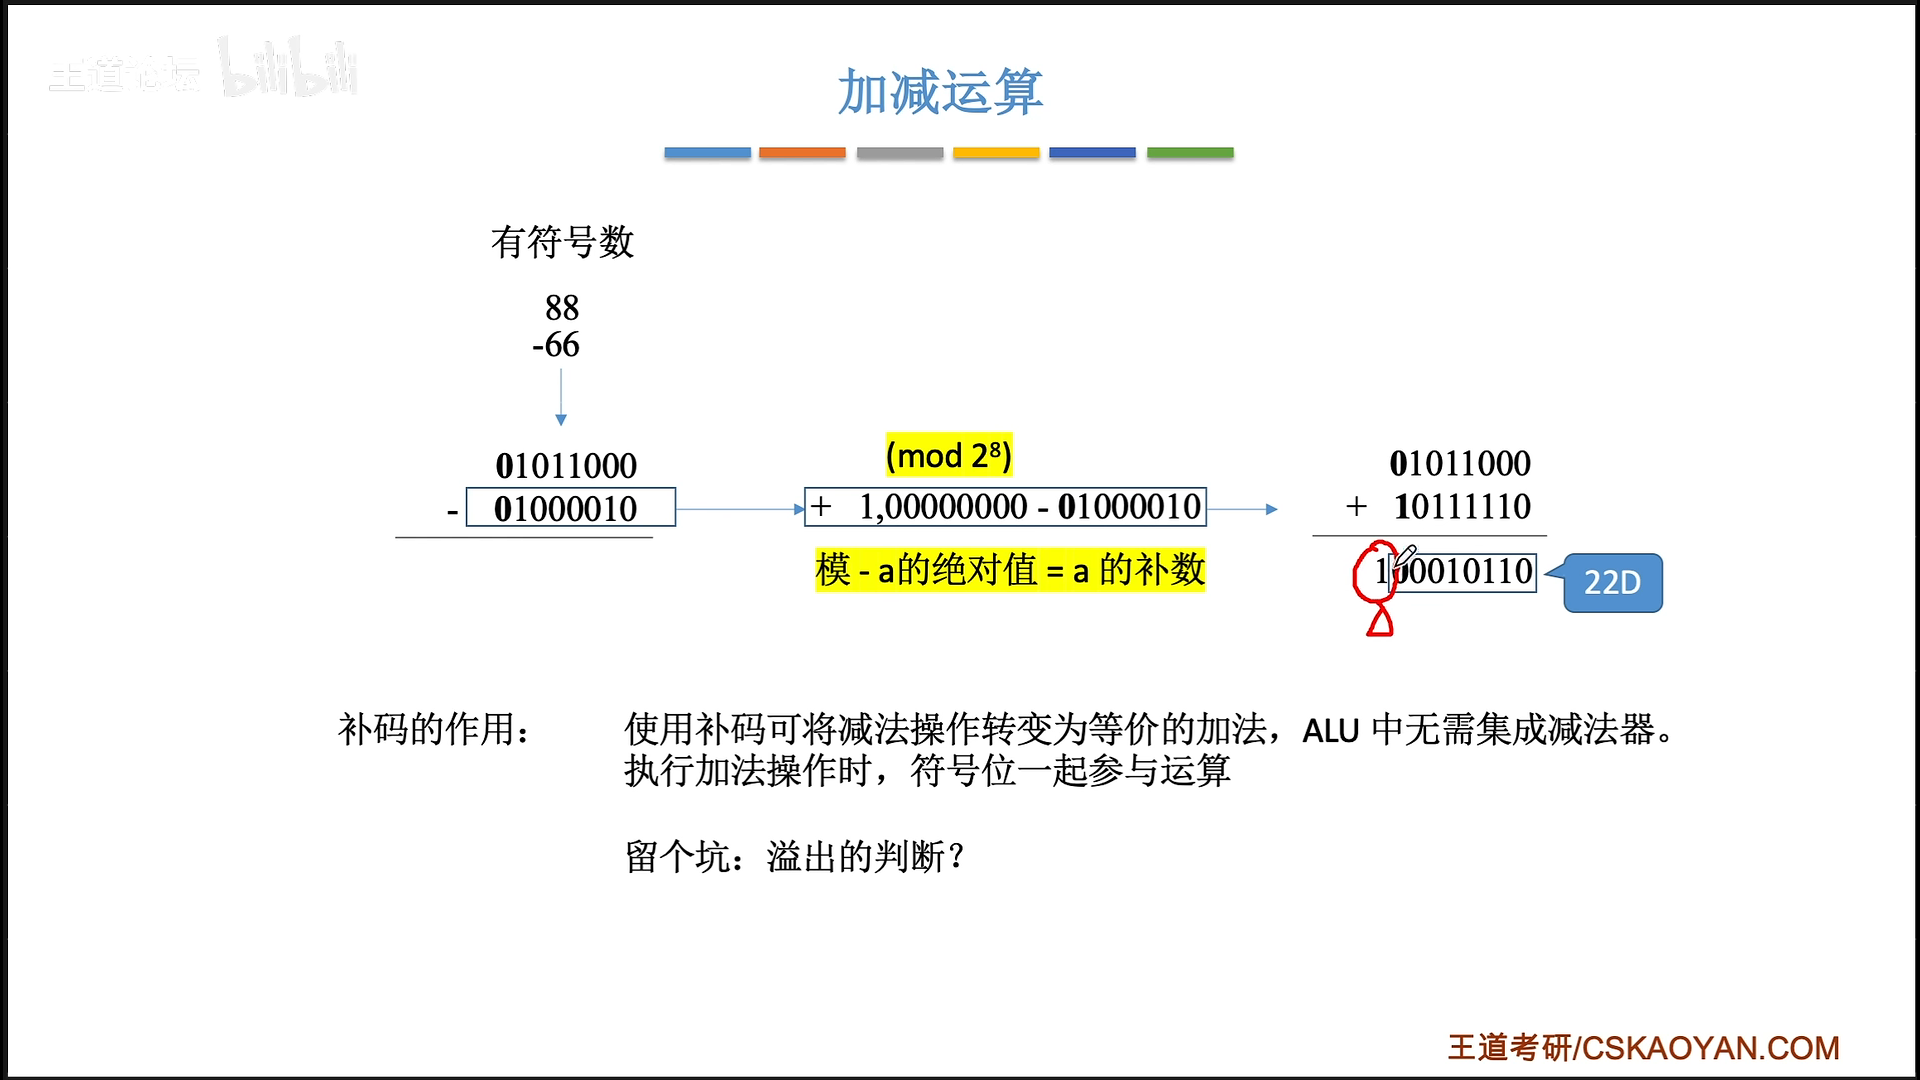 王道论坛 bilibili
加减运算
有符号数
88
-66
01011000
- 01000010
(mod 2⁸)
+ 1,00000000 - 01000010
模 - a的绝对值 = a 的补数
01011000
+ 10111110
100010110
22D
补码的作用： 使用补码可将减法操作转变为等价的加法，ALU 中无需集成减法器。
执行加法操作时，符号位一起参与运算
留个坑：溢出的判断？
王道考研/CSKAOYAN.COM